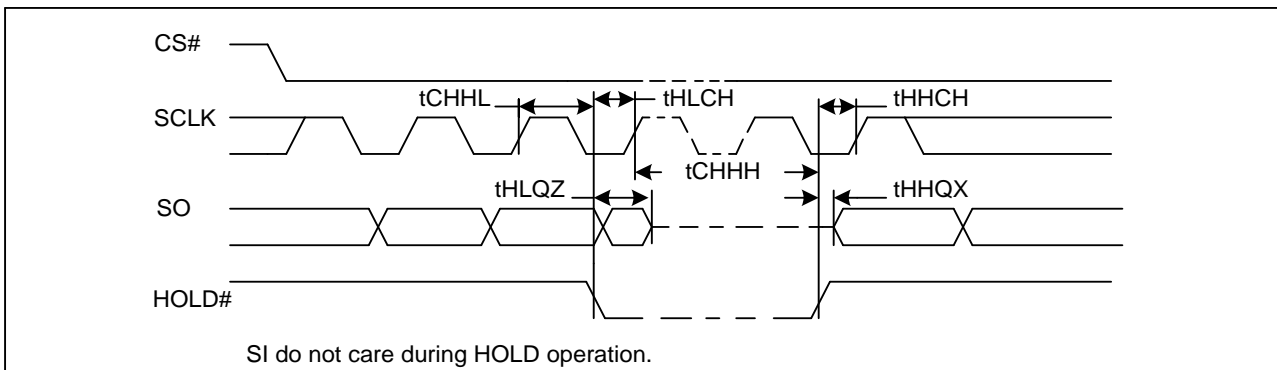 CS#
tCHHL
tHLCH
tHHCH
SCLK
tCHHH
tHLQZ
tHHQX
SO
HOLD#
SI do not care during HOLD operation.